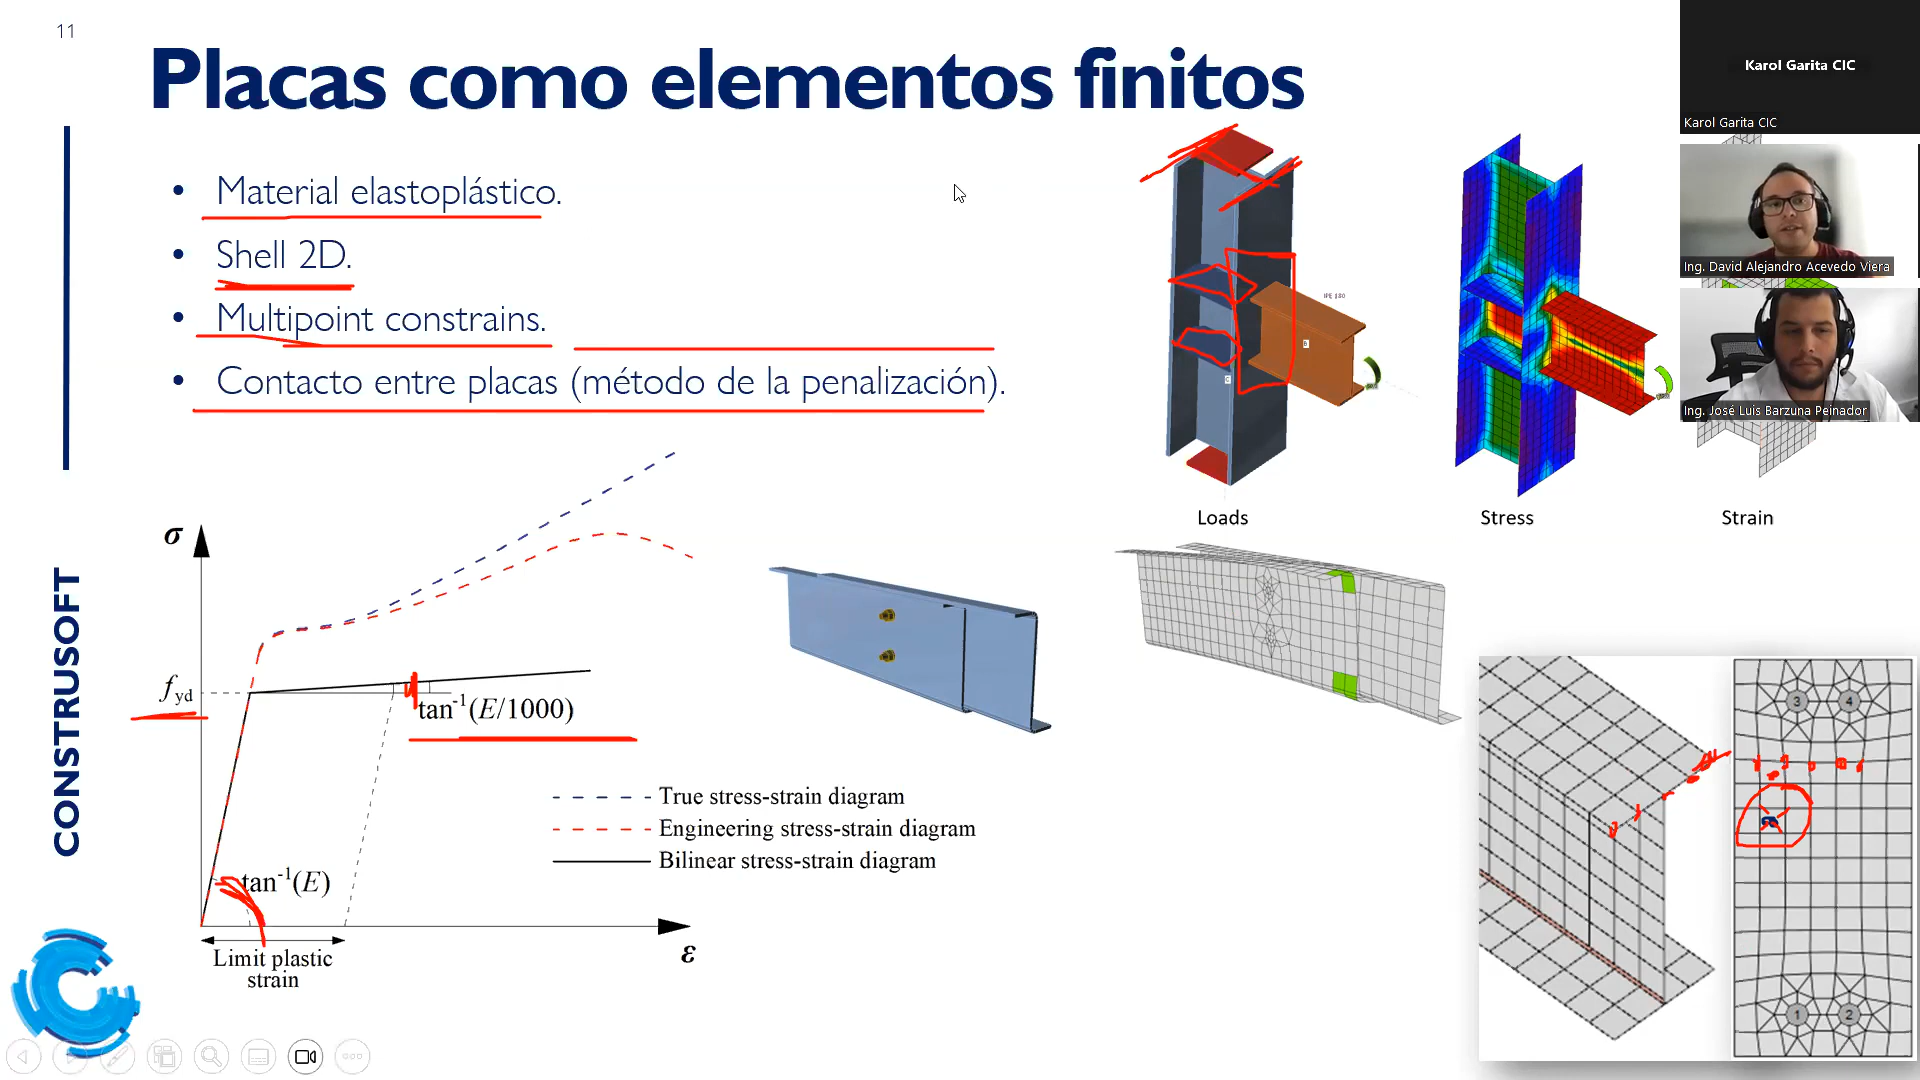 11
Placas como elementos finitos
• Material elastoplástico.
• Shell 2D.
• Multipoint constrains.
• Contacto entre placas (método de la penalización).
CONSTRUSOFT
σ
f_yd
tan⁻¹(E/1000)
tan⁻¹(E)
Limit plastic
strain
ε
True stress-strain diagram
Engineering stress-strain diagram
Bilinear stress-strain diagram
IPE 180
B
C
Loads
Stress
Strain
3 4
1 2
Karol Garita CIC
Karol Garita CIC
Ing. David Alejandro Acevedo Viera
Ing. José Luis Barzuna Peinador